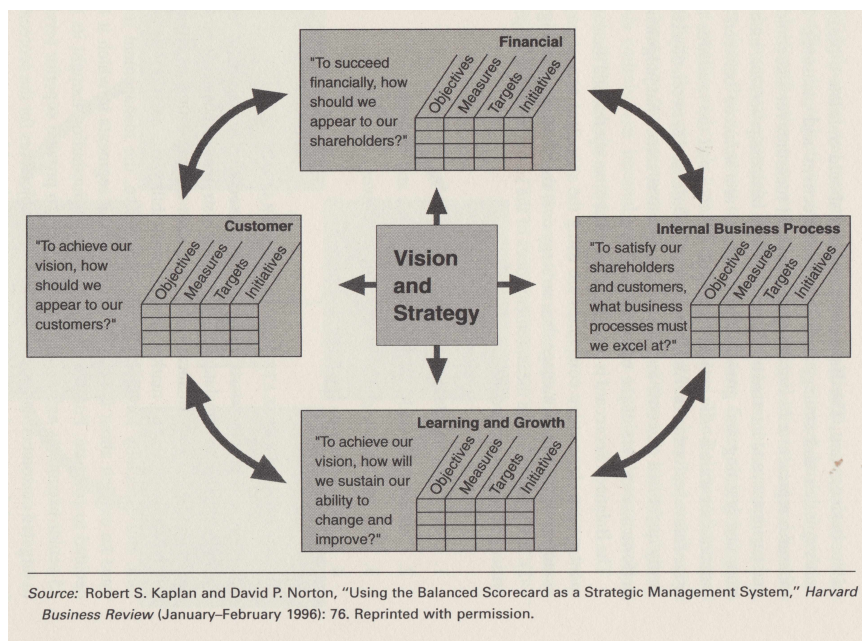 Financial
"To succeed
financially, how
should we
appear to our
shareholders?"
Objectives
Measures
Targets
Initiatives
Customer
"To achieve our
vision, how
should we
appear to our
customers?"
Objectives
Measures
Targets
Initiatives
Vision
and
Strategy
Internal Business Process
"To satisfy our
shareholders
and customers,
what business
processes must
we excel at?"
Objectives
Measures
Targets
Initiatives
Learning and Growth
"To achieve our
vision, how will
we sustain our
ability to
change and
improve?"
Objectives
Measures
Targets
Initiatives
Source: Robert S. Kaplan and David P. Norton, “Using the Balanced Scorecard as a Strategic Management System,” Harvard
Business Review (January–February 1996): 76. Reprinted with permission.